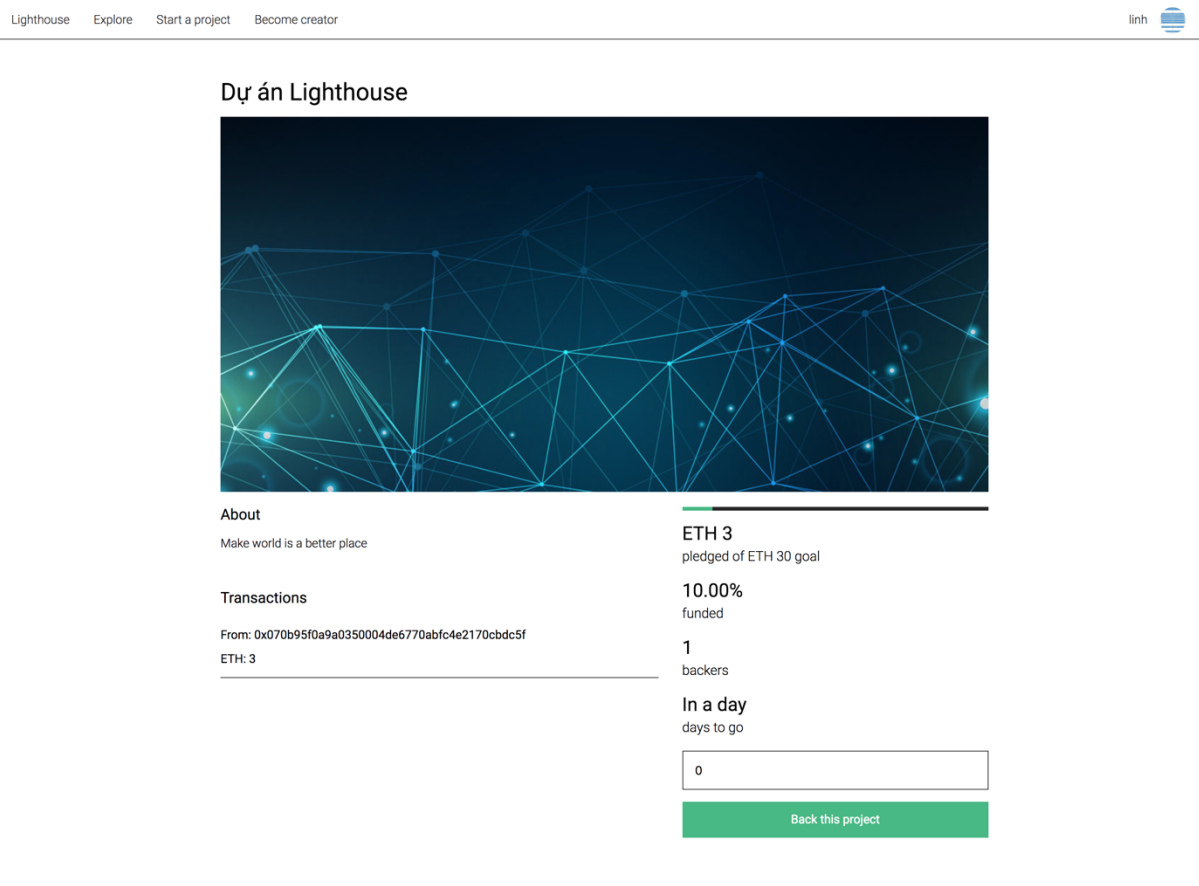 Lighthouse Explore Start a project Become creator linh
Dự án Lighthouse
About
Make world is a better place
Transactions
From: 0x070b95f0a9a0350004de6770abfc4e2170cbdc5f
ETH: 3
ETH 3
pledged of ETH 30 goal
10.00%
funded
1
backers
In a day
days to go
0
Back this project